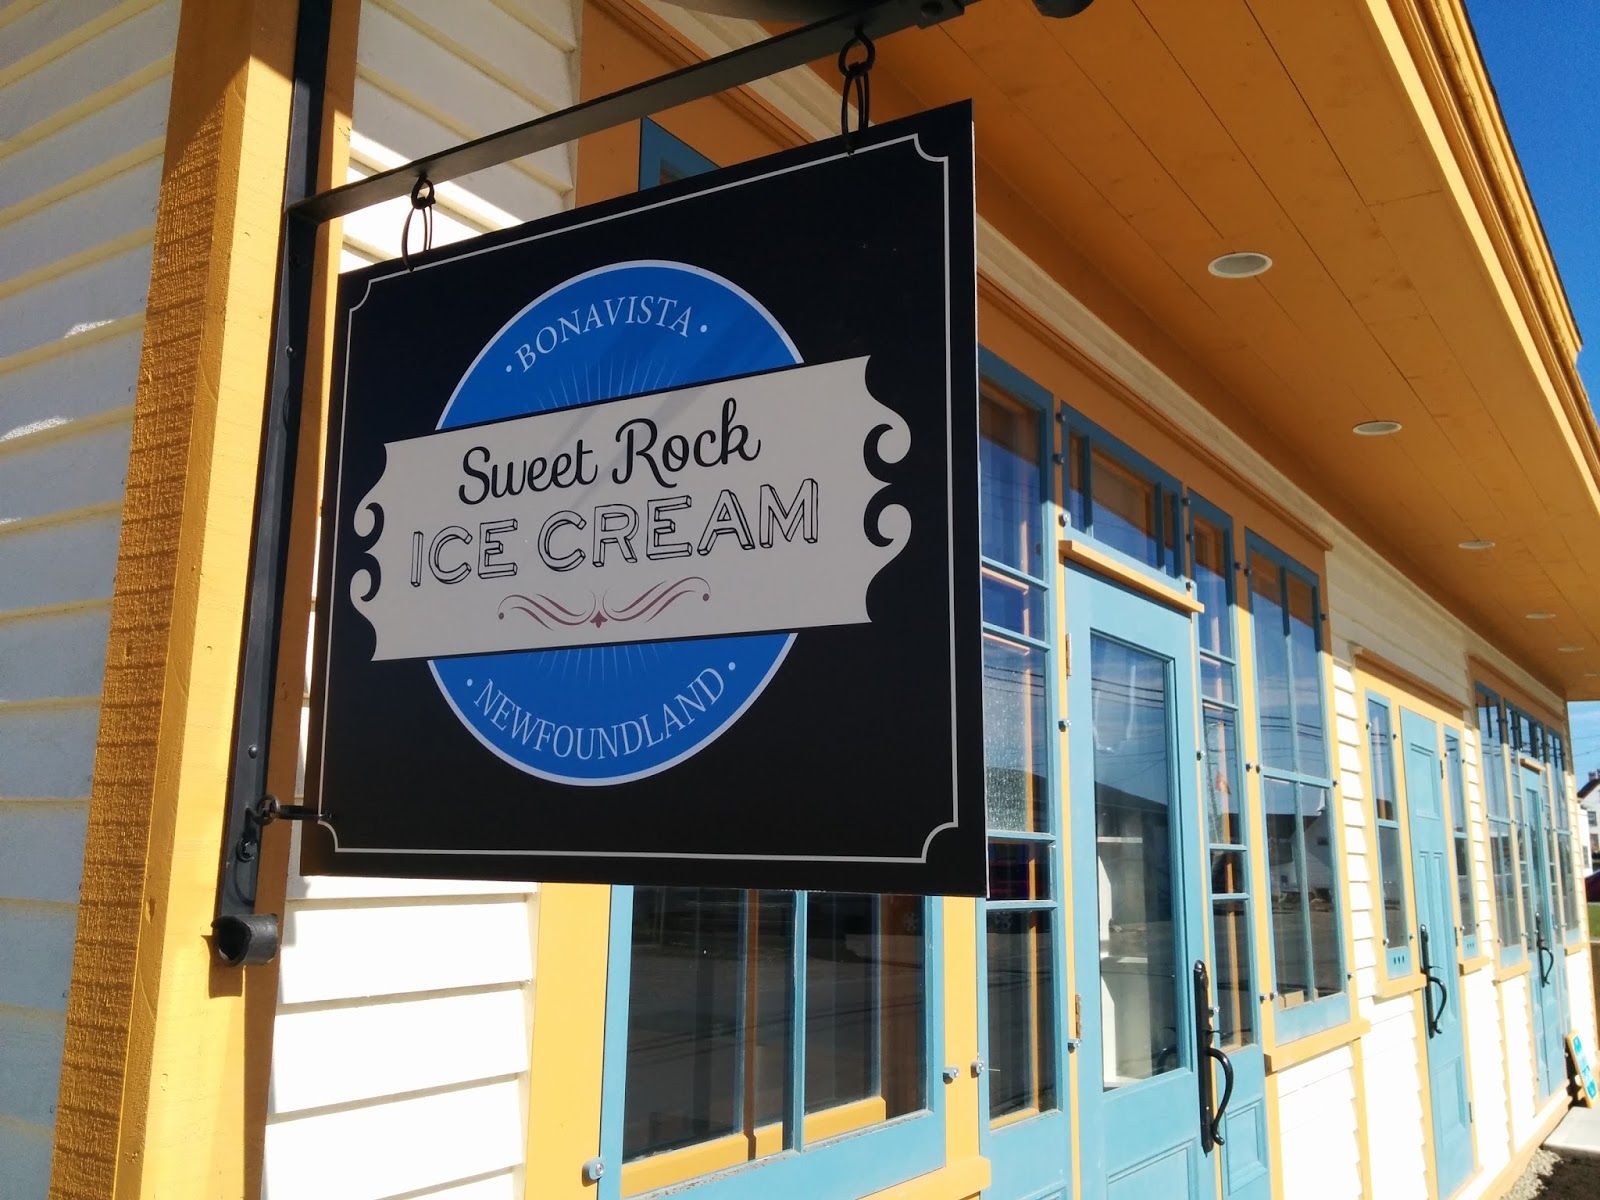 · BONAVISTA ·
Sweet Rock
ICE CREAM
· NEWFOUNDLAND ·